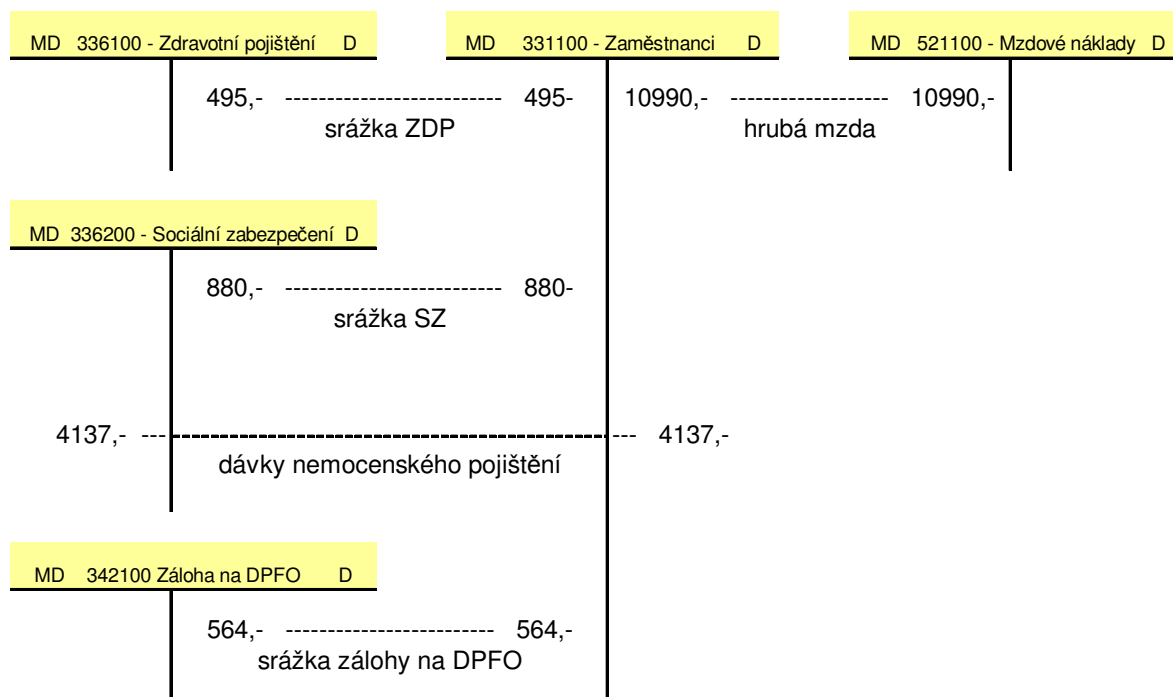 MD 336100 - Zdravotní pojištění D MD 331100 - Zaměstnanci D MD 521100 - Mzdové náklady D
495,- -------------------------- 495- 10990,- ------------------- 10990,-
srážka ZDP hrubá mzda
MD 336200 - Sociální zabezpečení D
880,- -------------------------- 880-
srážka SZ
4137,- --- --- 4137,-
dávky nemocenského pojištění
MD 342100 Záloha na DPFO D
564,- ------------------------- 564,-
srážka zálohy na DPFO